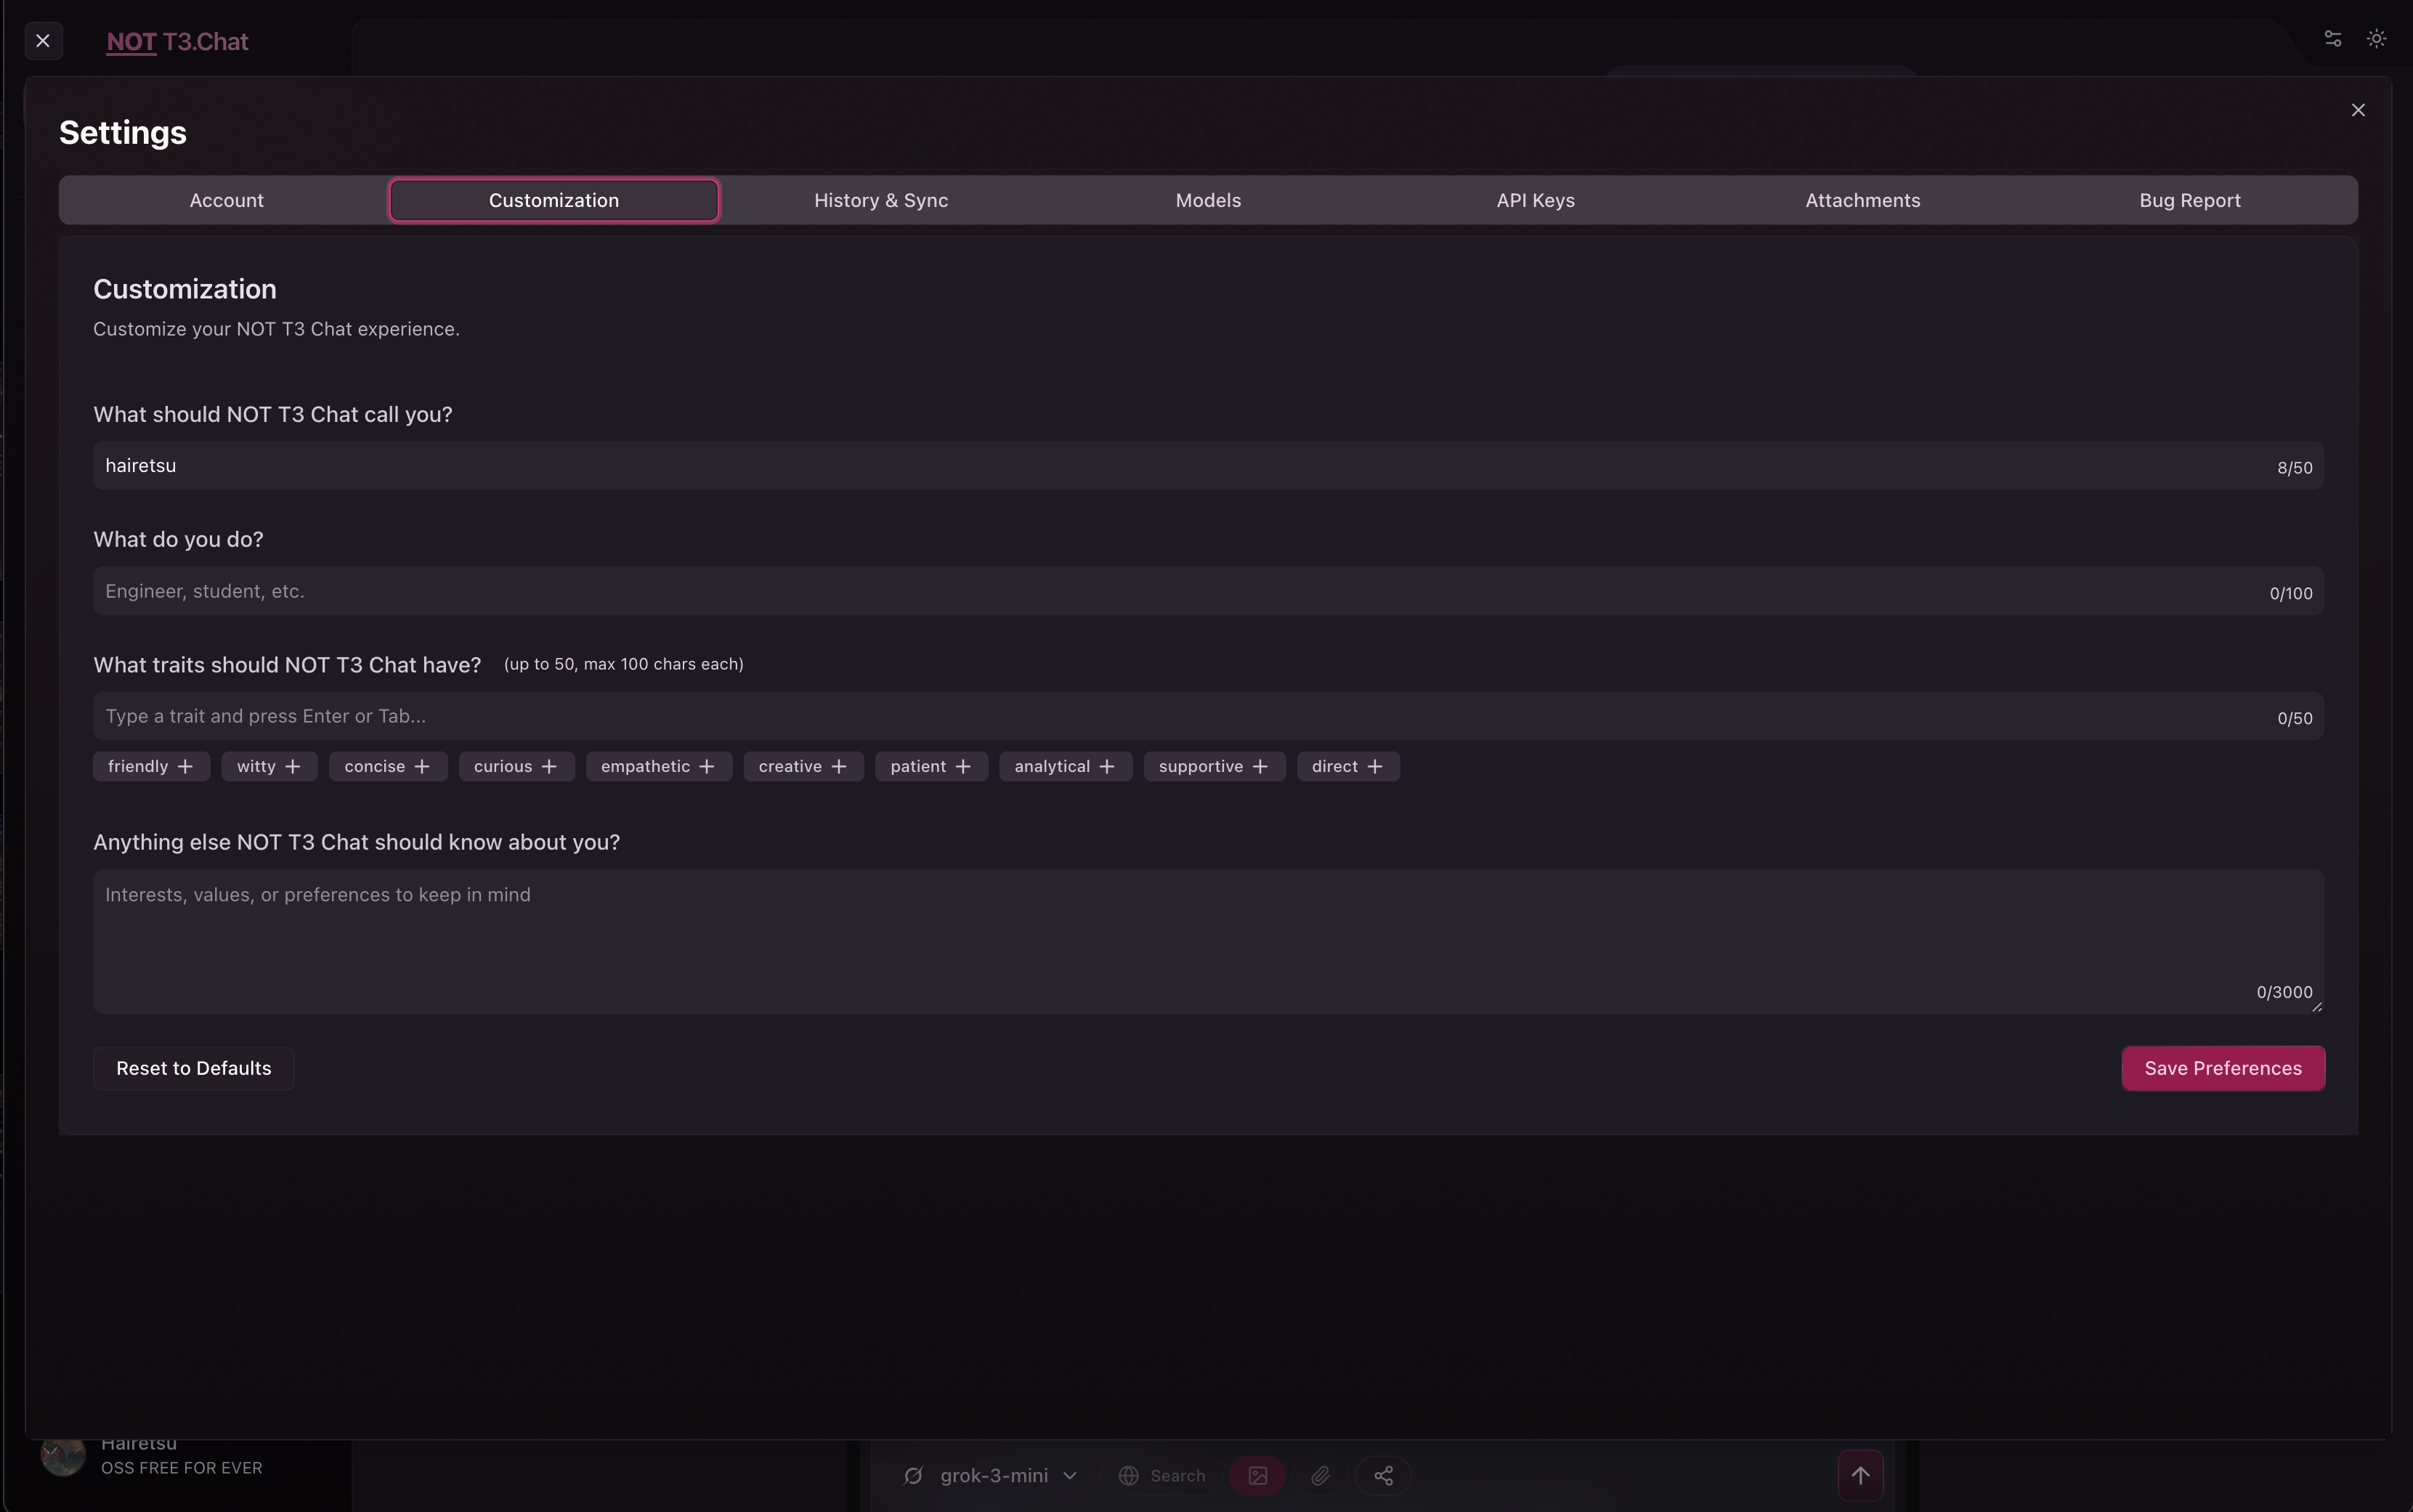 NOT T3.Chat
Settings
Account
Customization
History & Sync
Models
API Keys
Attachments
Bug Report
Customization
Customize your NOT T3 Chat experience.
What should NOT T3 Chat call you?
hairetsu
8/50
What do you do?
Engineer, student, etc.
0/100
What traits should NOT T3 Chat have? (up to 50, max 100 chars each)
Type a trait and press Enter or Tab...
0/50
friendly
witty
concise
curious
empathetic
creative
patient
analytical
supportive
direct
Anything else NOT T3 Chat should know about you?
Interests, values, or preferences to keep in mind
0/3000
Reset to Defaults
Save Preferences
Hairetsu
OSS FREE FOR EVER
grok-3-mini
Search